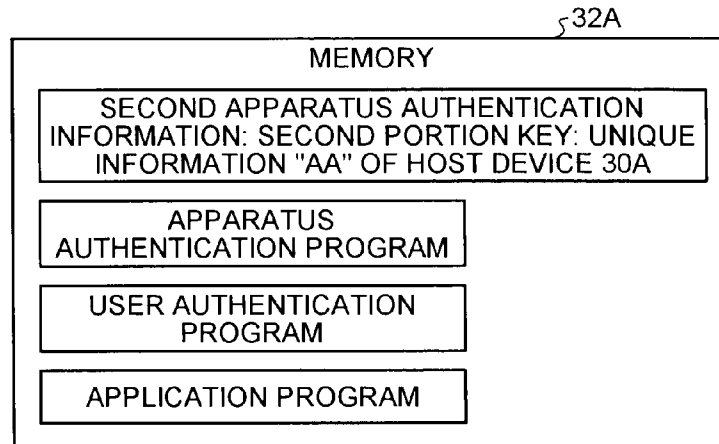 32A
MEMORY
SECOND APPARATUS AUTHENTICATION
INFORMATION: SECOND PORTION KEY: UNIQUE
INFORMATION "AA" OF HOST DEVICE 30A
APPARATUS
AUTHENTICATION PROGRAM
USER AUTHENTICATION
PROGRAM
APPLICATION PROGRAM